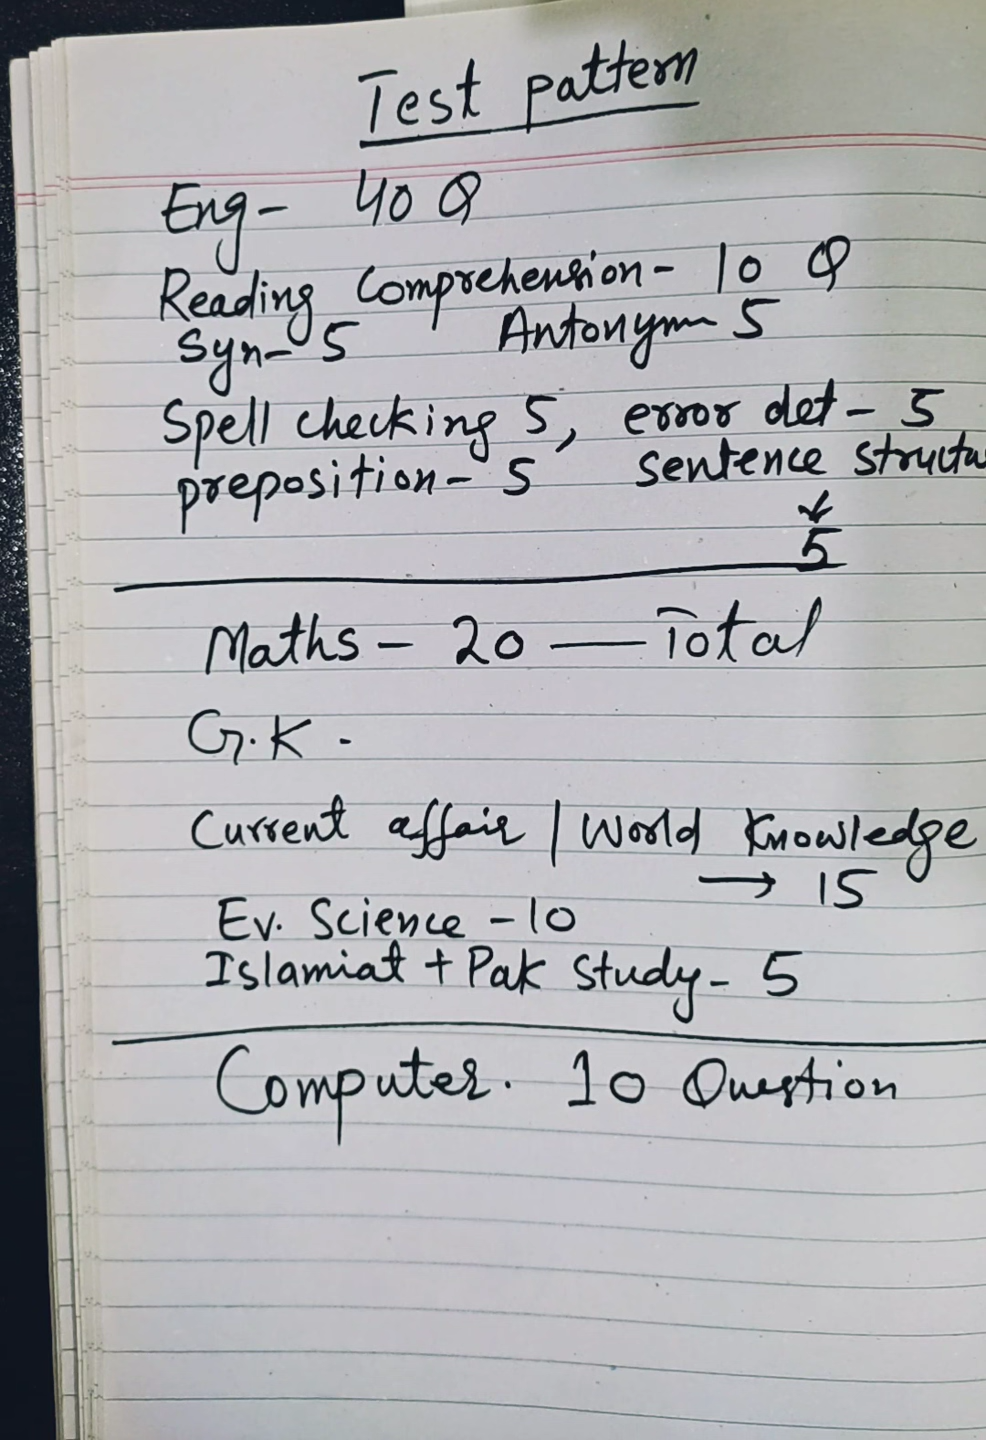 Test pattern
Eng- 40 Q
Reading Comprehension- 10 Q
Syn- 5 Antonym- 5
Spell checking 5, error det- 5
preposition- 5 sentence structu
5
Maths - 20 — Total
G.K -
Current affair | World Knowledge
→ 15
Ev. Science - 10
Islamiat + Pak Study- 5
Computer. 10 Question